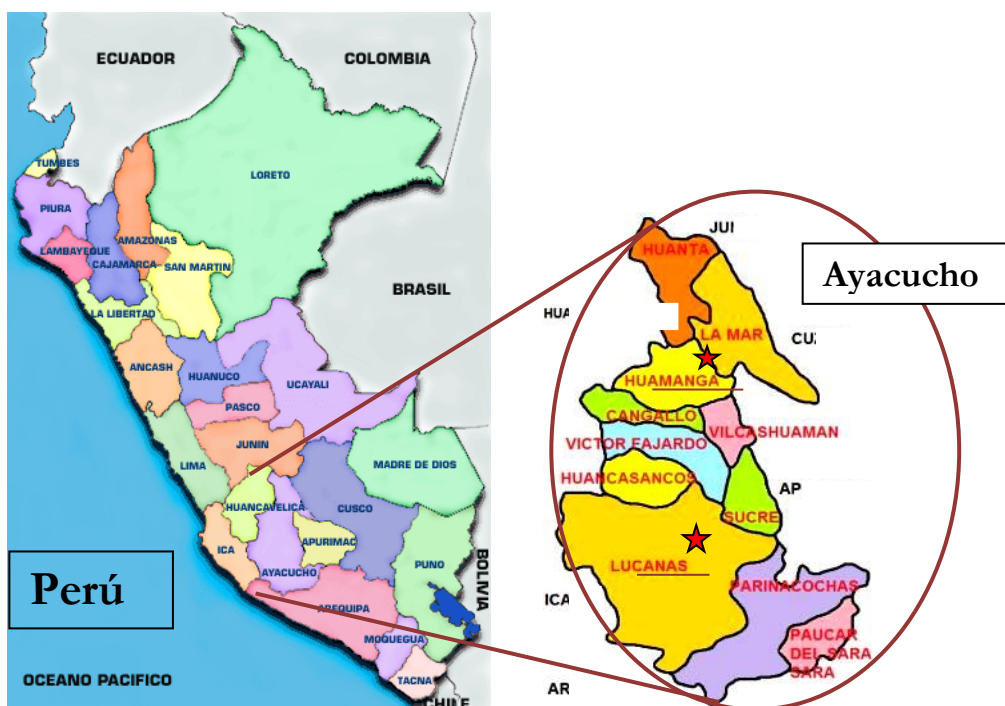 ECUADOR
COLOMBIA
TUMBES
LORETO
PIURA
AMAZONAS
LAMBAYEQUE
CAJAMARCA
SAN MARTIN
BRASIL
LA LIBERTAD
ANCASH
HUANUCO
UCAYALI
PASCO
JUNIN
LIMA
MADRE DE DIOS
HUANCAVELICA
CUSCO
ICA
APURIMAC
AYACUCHO
PUNO
BOLIVIA
Perú
AREQUIPA
MOQUEGUA
OCEANO PACIFICO
TACNA
CHILE
JUI
HUANTA
Ayacucho
HUA
LA MAR
CUZ
HUAMANGA
CANGALLO
VILCASHUAMAN
VICTOR FAJARDO
HUANCASANCOS
AP
SUCRE
LUCANAS
PARINACOCHAS
ICA
PAUCAR
DEL SARA
SARA
AR